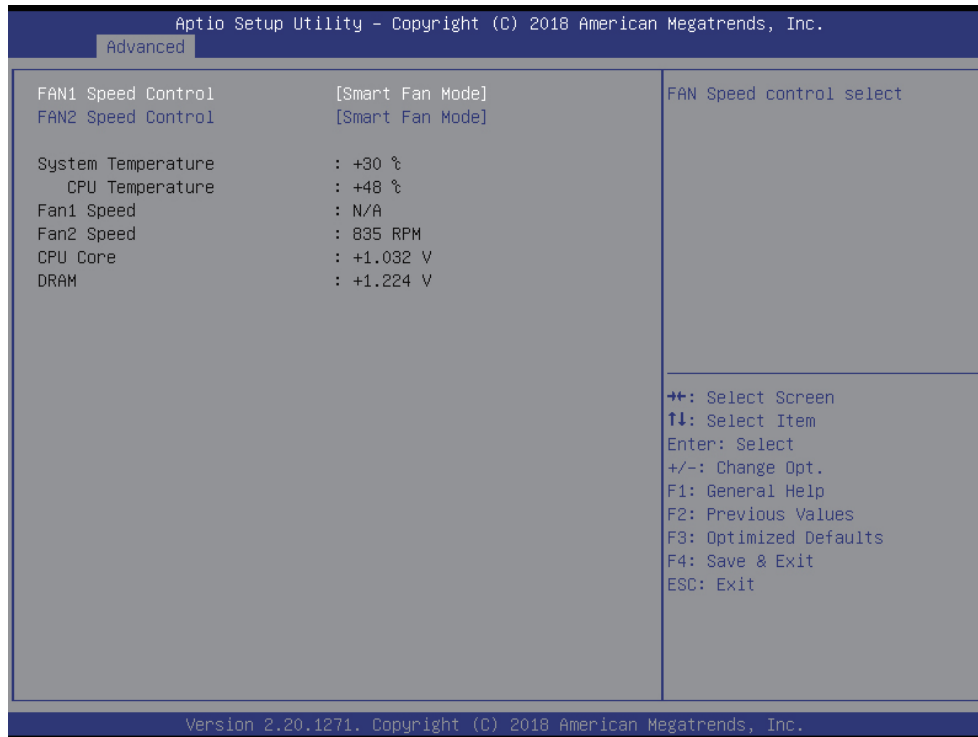 Aptio Setup Utility – Copyright (C) 2018 American Megatrends, Inc.
Advanced
FAN1 Speed Control [Smart Fan Mode]
FAN2 Speed Control [Smart Fan Mode]
System Temperature : +30 ℃
CPU Temperature : +48 ℃
Fan1 Speed : N/A
Fan2 Speed : 835 RPM
CPU Core : +1.032 V
DRAM : +1.224 V
FAN Speed control select
→←: Select Screen
↑↓: Select Item
Enter: Select
+/-: Change Opt.
F1: General Help
F2: Previous Values
F3: Optimized Defaults
F4: Save & Exit
ESC: Exit
Version 2.20.1271. Copyright (C) 2018 American Megatrends, Inc.